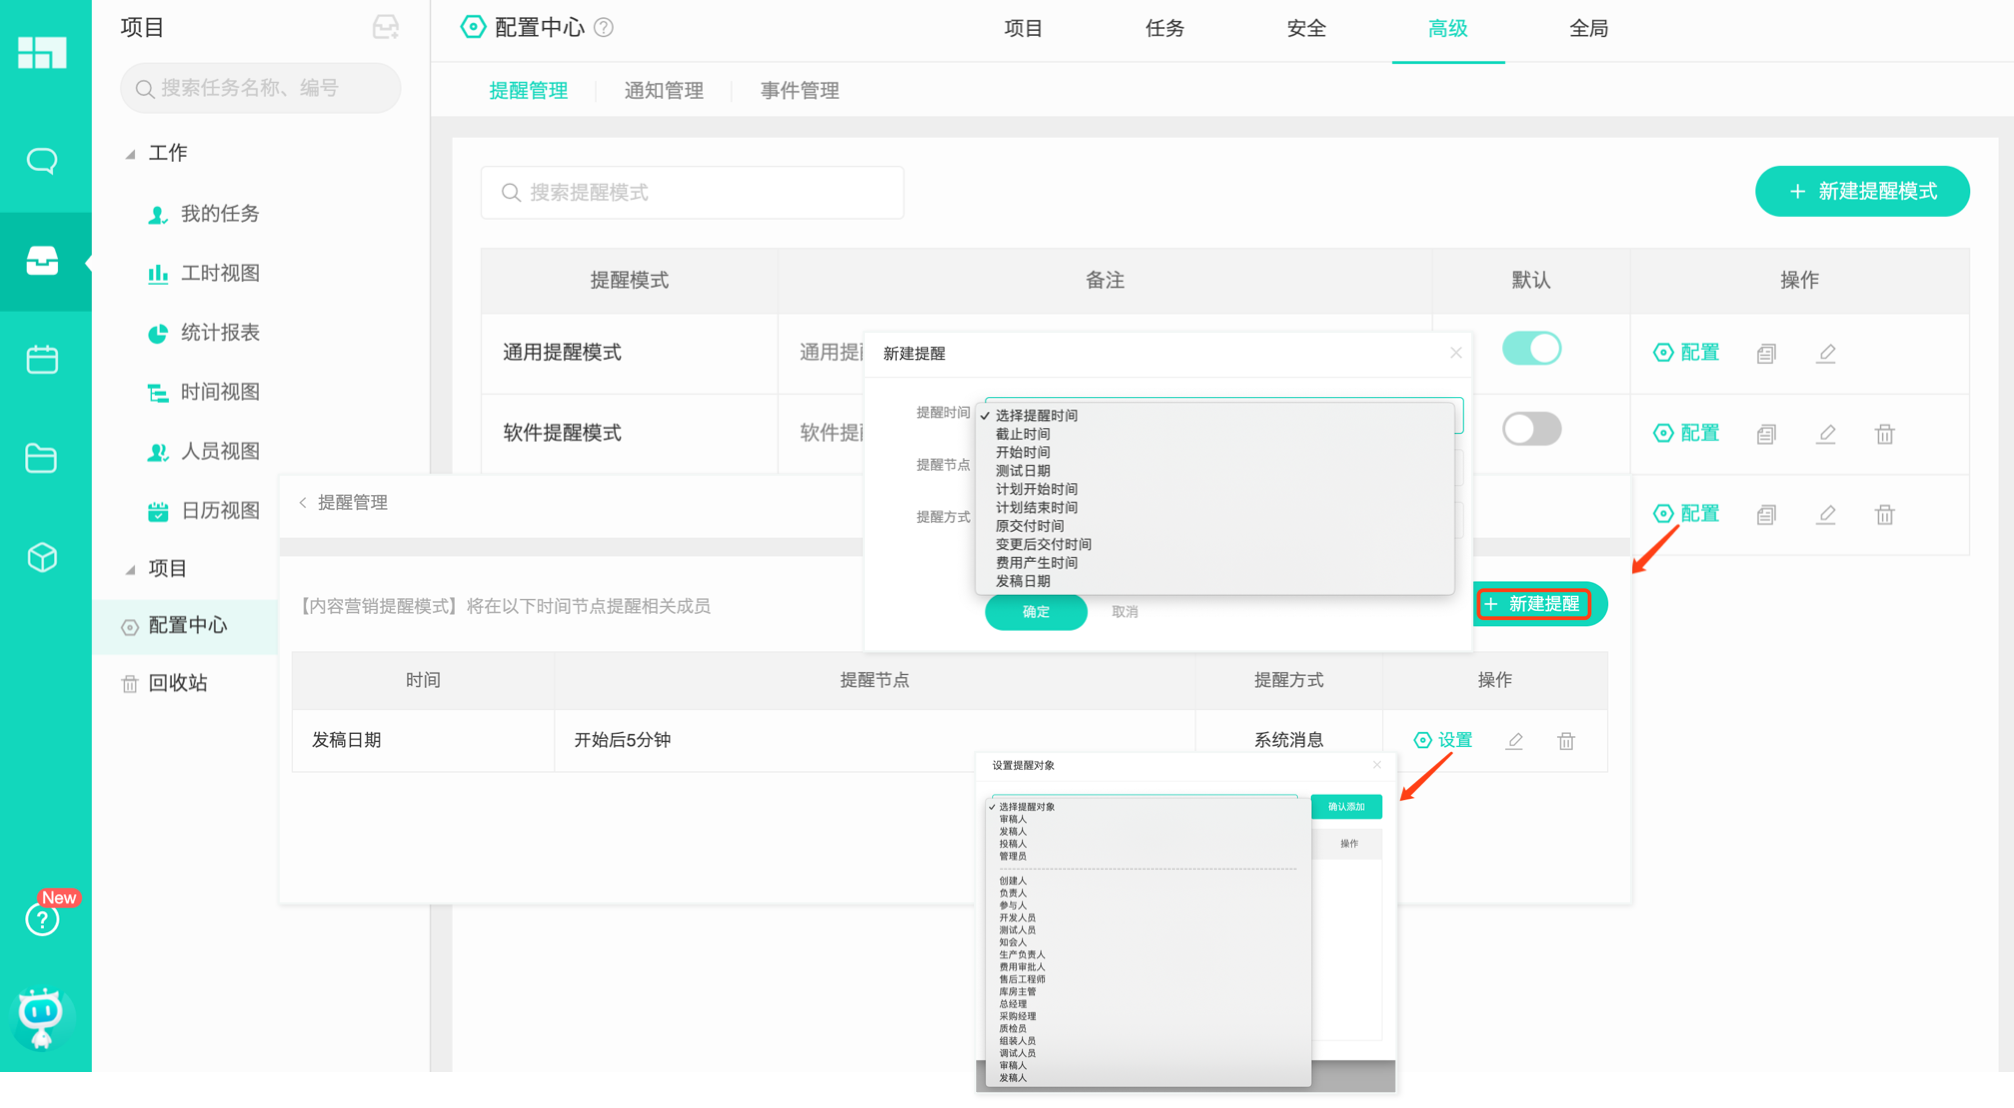 项目
搜索任务名称、编号
工作
我的任务
工时视图
统计报表
时间视图
人员视图
日历视图
项目
配置中心
回收站
New
配置中心
项目
任务
安全
高级
全局
提醒管理
通知管理
事件管理
搜索提醒模式
+ 新建提醒模式
提醒模式
备注
默认
操作
通用提醒模式
通用提
配置
软件提醒模式
软件提
配置
配置
提醒管理
【内容营销提醒模式】将在以下时间节点提醒相关成员
+ 新建提醒
时间
提醒节点
提醒方式
操作
发稿日期
开始后5分钟
系统消息
设置
新建提醒
提醒时间
提醒节点
提醒方式
✓ 选择提醒时间
截止时间
开始时间
测试日期
计划开始时间
计划结束时间
原交付时间
变更后交付时间
费用产生时间
发稿日期
确定
取消
设置提醒对象
确认添加
操作
✓ 选择提醒对象
审稿人
发稿人
投稿人
管理员
创建人
负责人
参与人
开发人员
测试人员
知会人
生产负责人
费用审批人
售后工程师
库房主管
总经理
采购经理
质检员
组装人员
调试人员
审稿人
发稿人